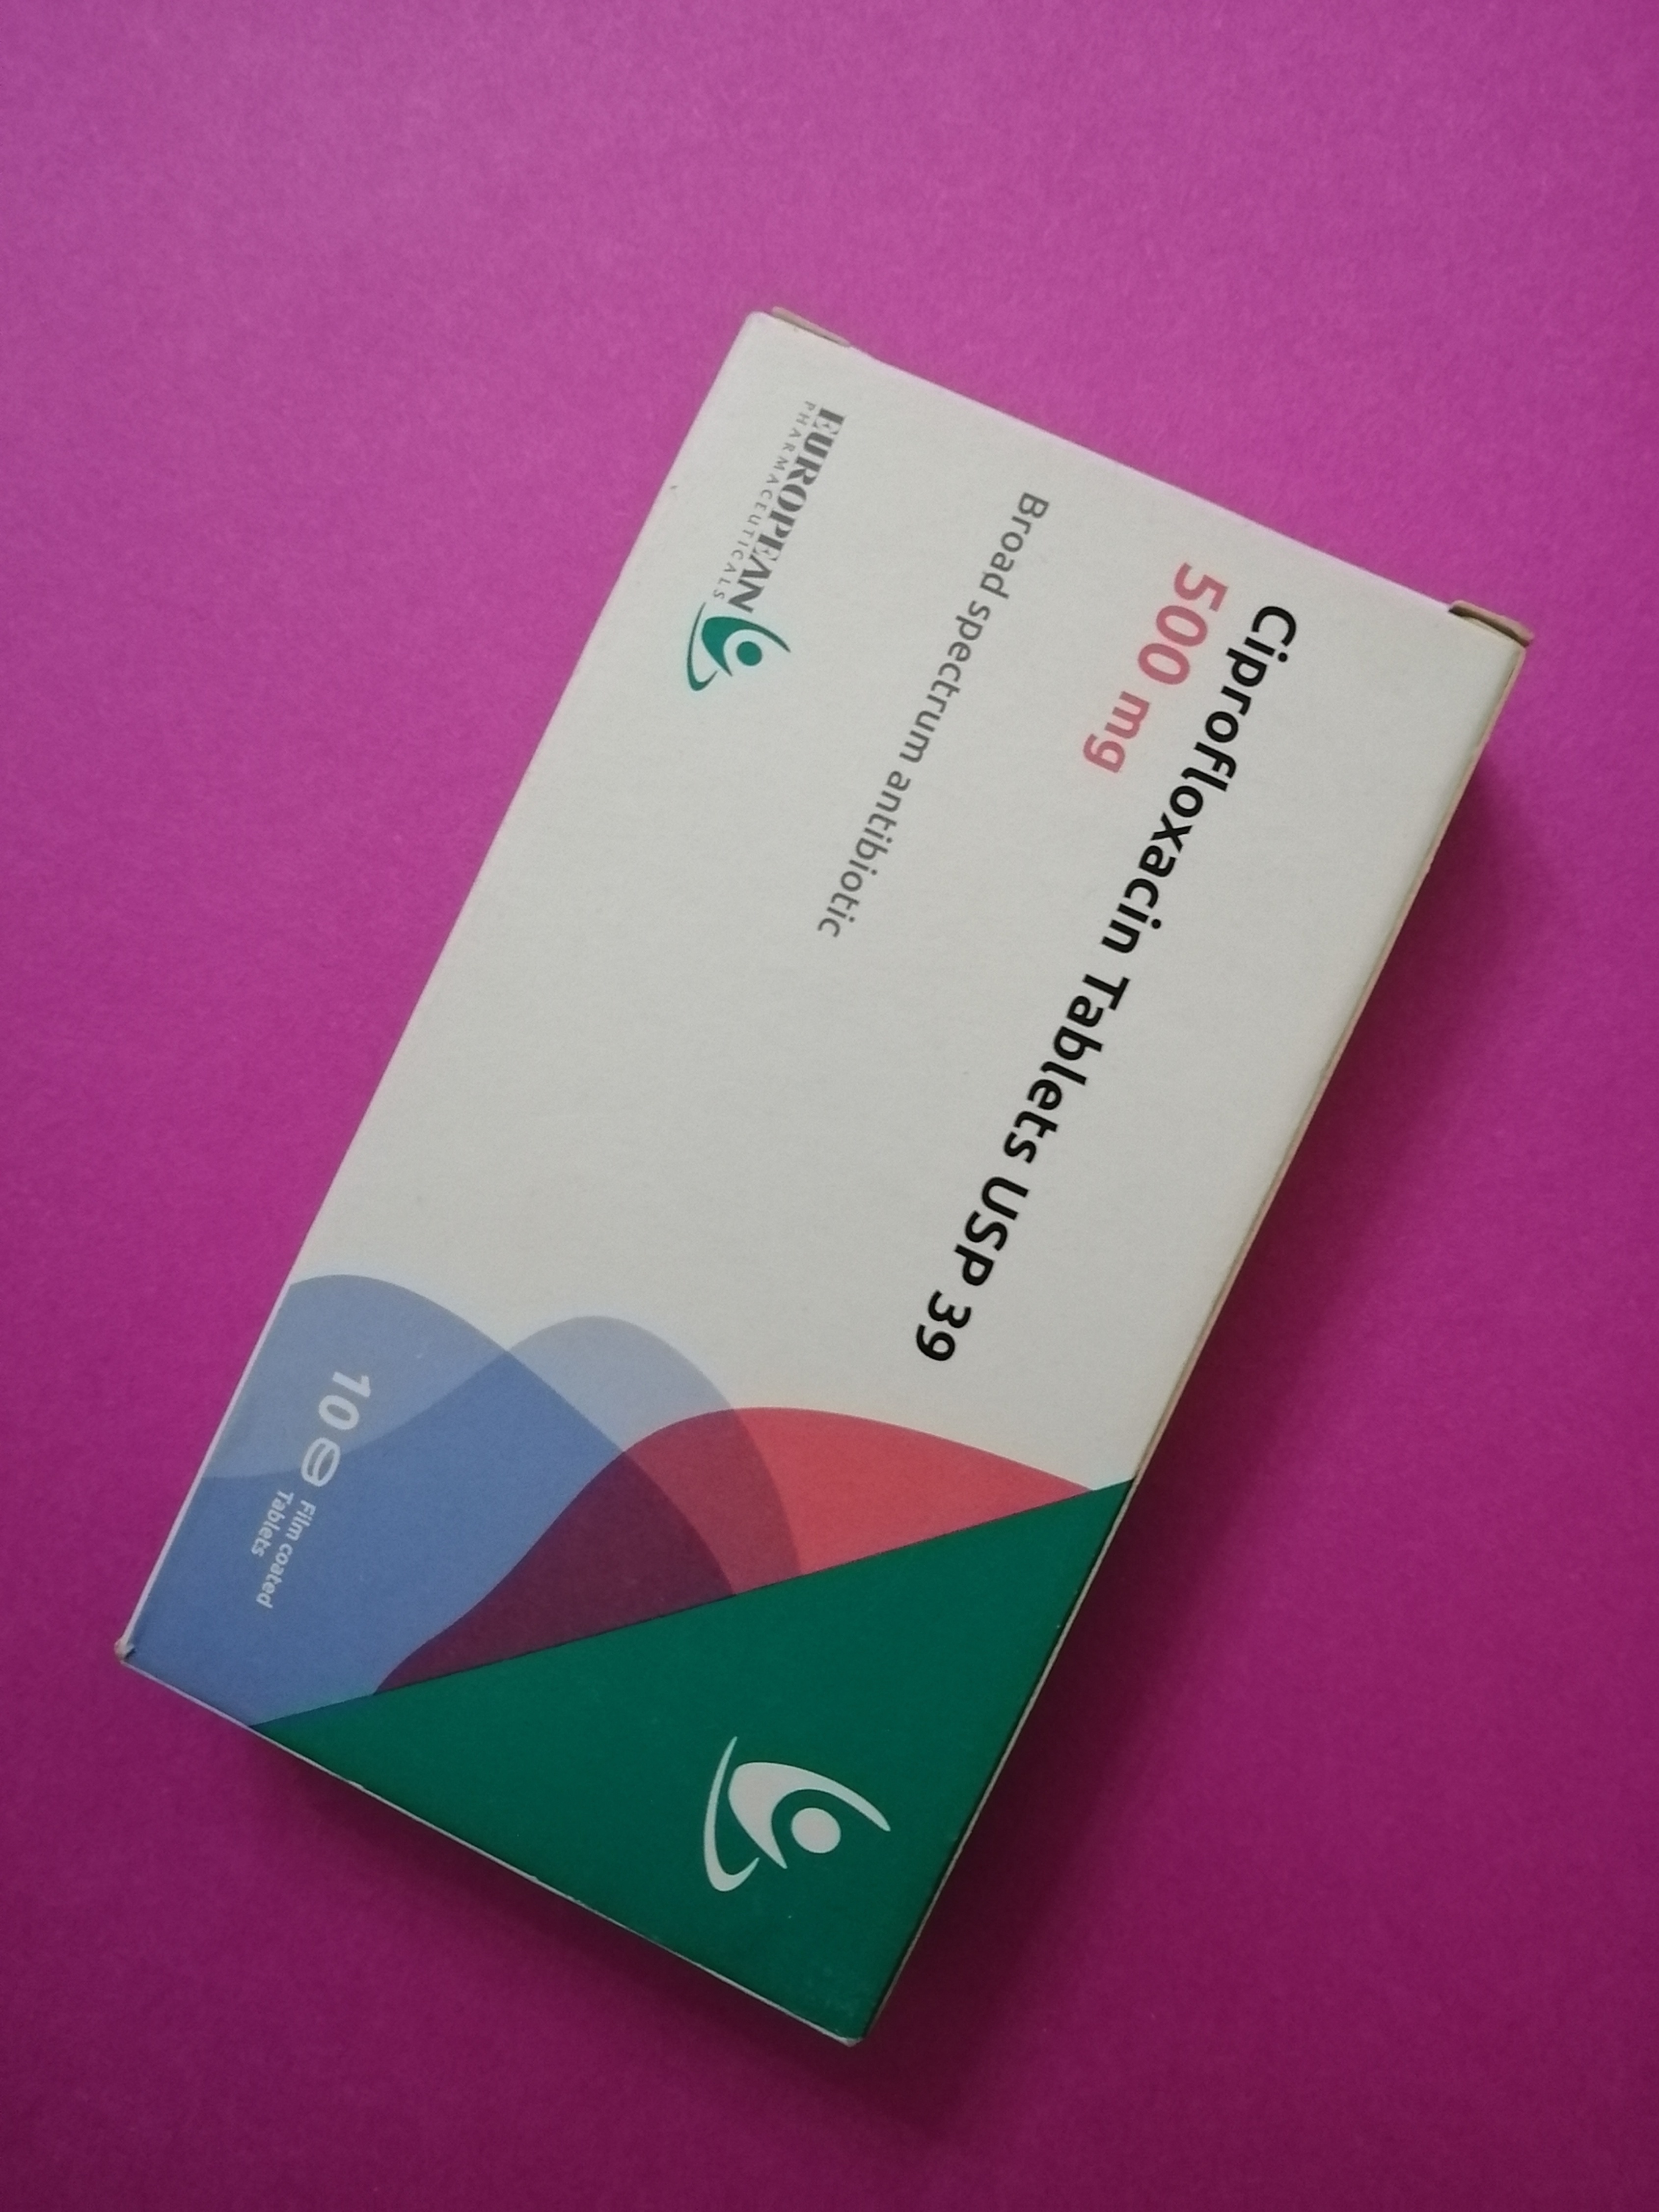 Ciprofloxacin Tablets USP 39
500 mg
Broad spectrum antibiotic
EUROPEAN
PHARMACEUTICALS
10 Film coated
Tablets